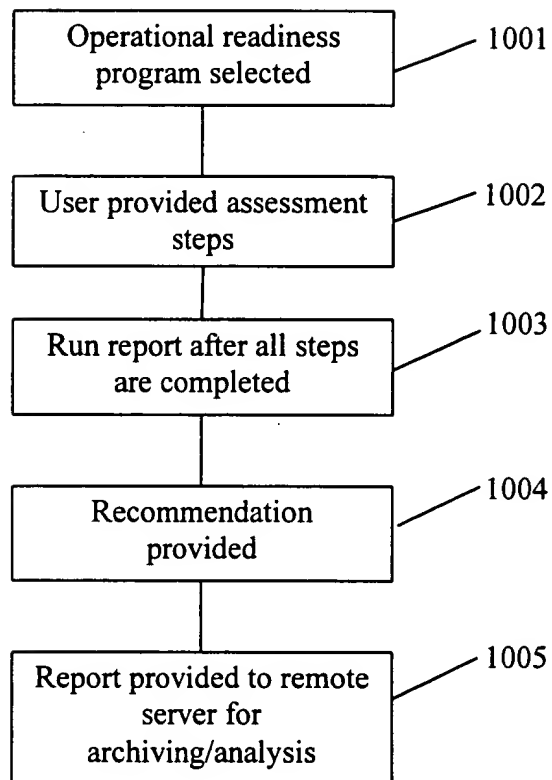 Operational readiness
program selected
1001
User provided assessment
steps
1002
Run report after all steps
are completed
1003
Recommendation
provided
1004
Report provided to remote
server for
archiving/analysis
1005